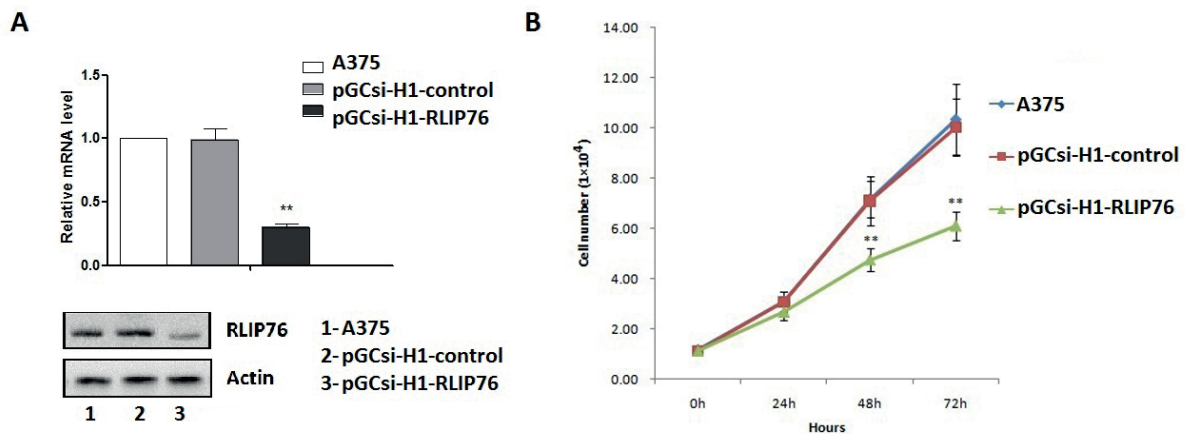 A
A375
pGCsi-H1-control
pGCsi-H1-RLIP76
Relative mRNA level
1.5
1.0
0.5
0.0
**
RLIP76
Actin
1 2 3
1- A375
2- pGCsi-H1-control
3- pGCsi-H1-RLIP76
B
Cell number (1×10⁴)
14.00
12.00
10.00
8.00
6.00
4.00
2.00
0.00
**
**
0h 24h 48h 72h
Hours
A375
pGCsi-H1-control
pGCsi-H1-RLIP76